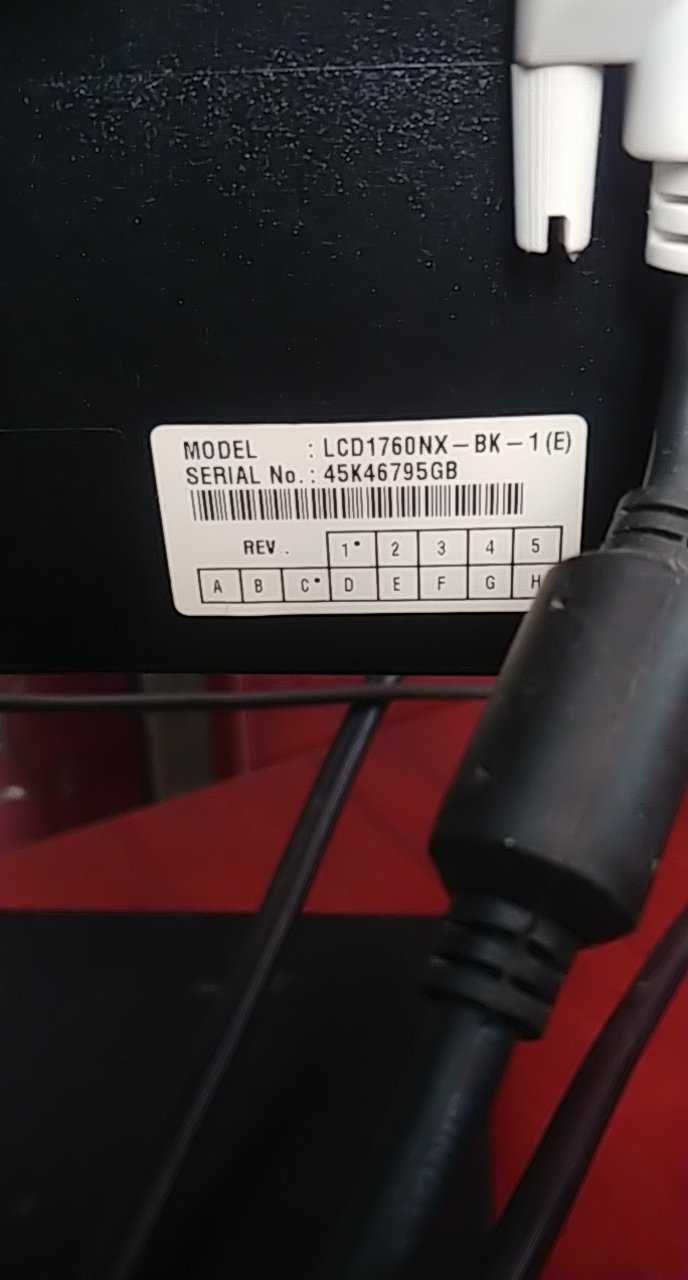 MODEL : LCD1760NX-BK-1(E)
SERIAL No. : 45K46795GB
REV. 1• 2 3 4 5
A B C• D E F G H